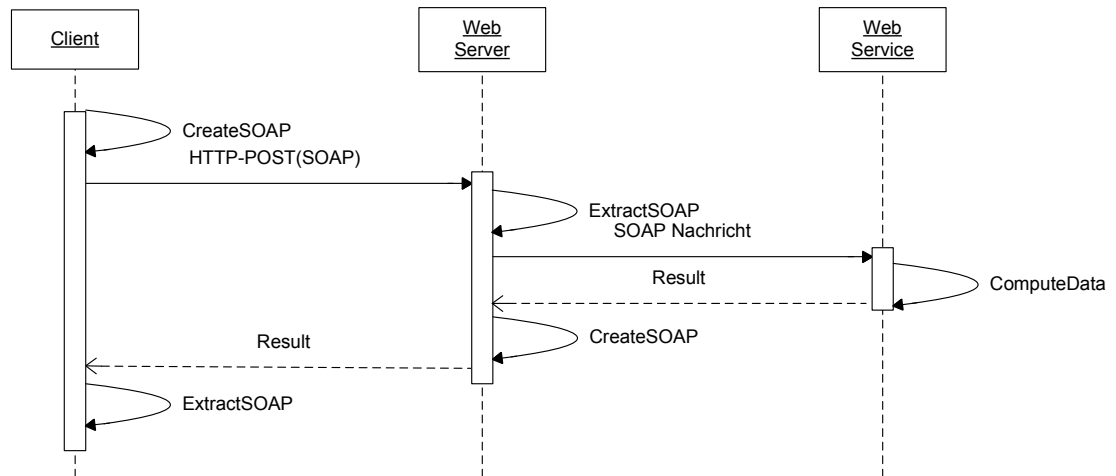 Client
Web
Server
Web
Service
CreateSOAP
HTTP-POST(SOAP)
ExtractSOAP
SOAP Nachricht
Result
ComputeData
CreateSOAP
Result
ExtractSOAP